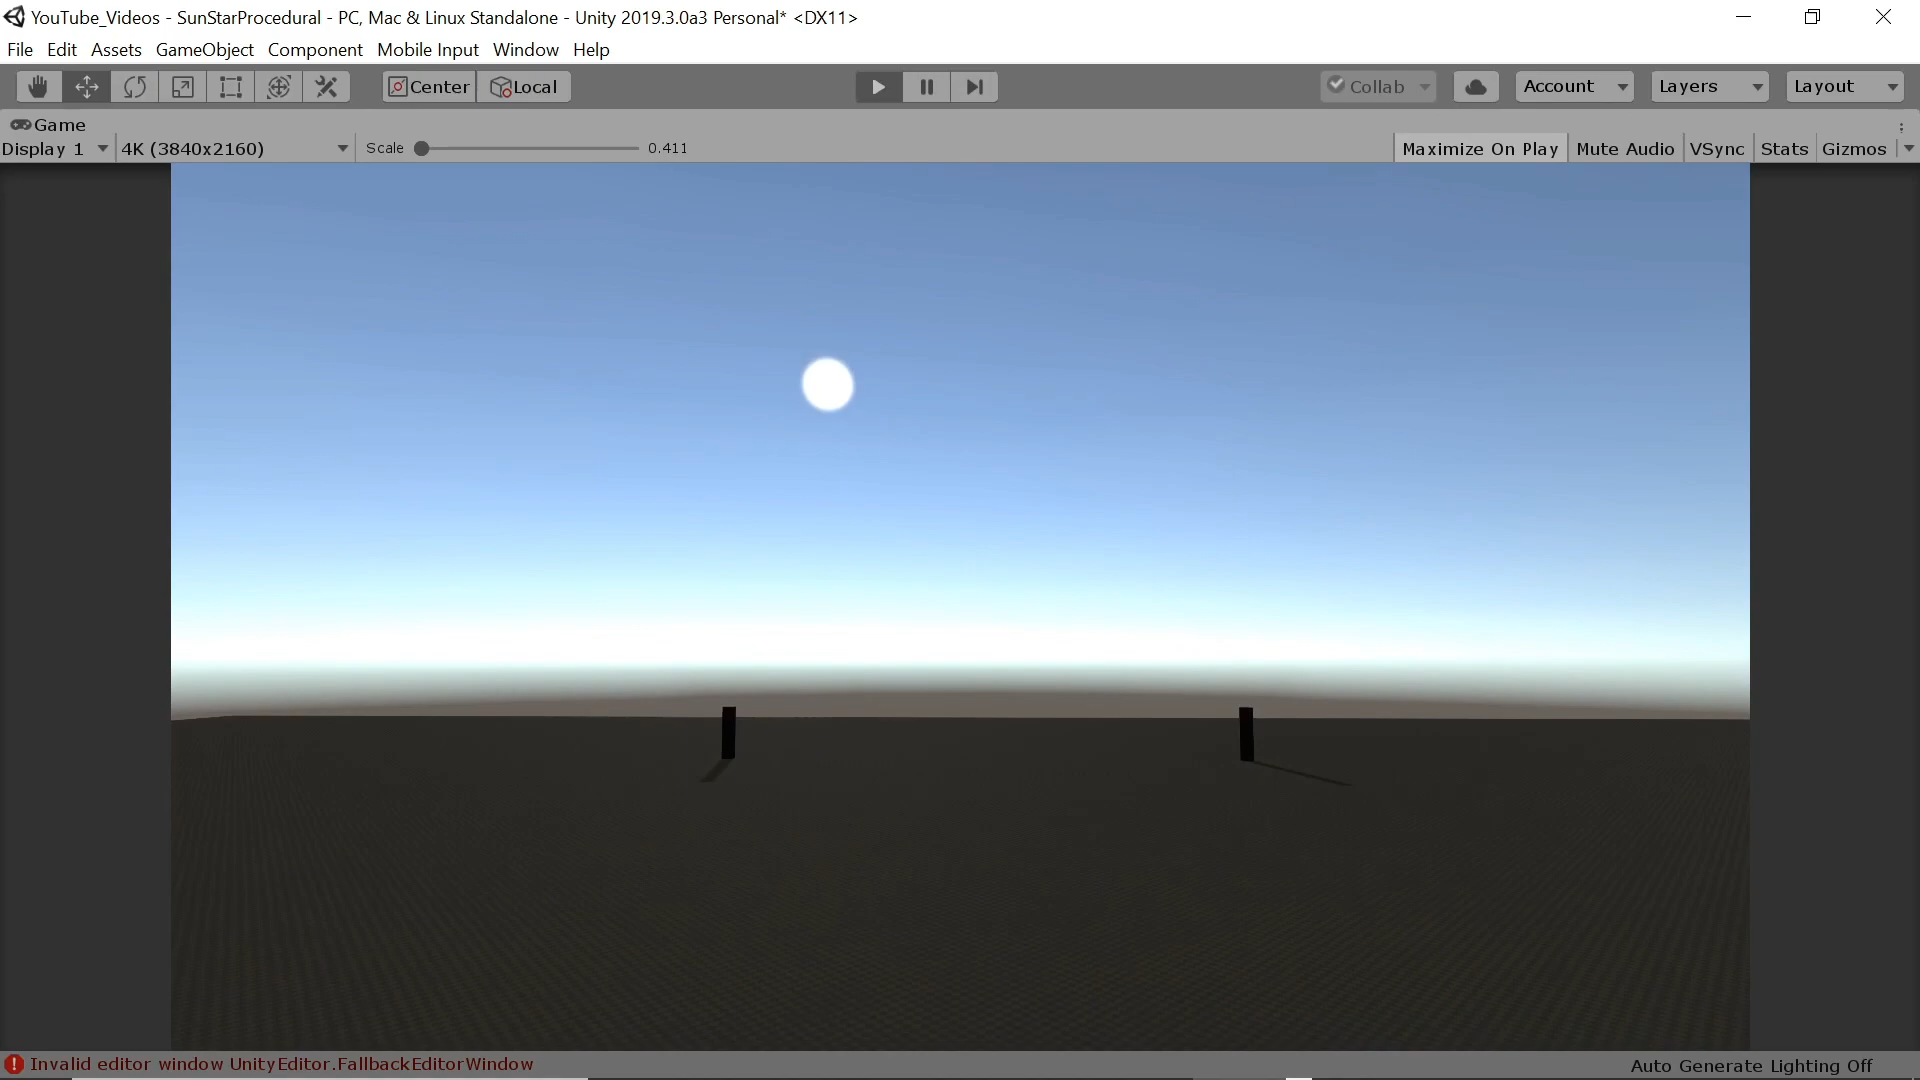 YouTube_Videos - SunStarProcedural - PC, Mac & Linux Standalone - Unity 2019.3.0a3 Personal* <DX11>
File Edit Assets GameObject Component Mobile Input Window Help
Center Local Collab Account Layers Layout
Game
Display 1 4K (3840x2160) Scale 0.411 Maximize On Play Mute Audio VSync Stats Gizmos
Invalid editor window UnityEditor.FallbackEditorWindow
Auto Generate Lighting Off